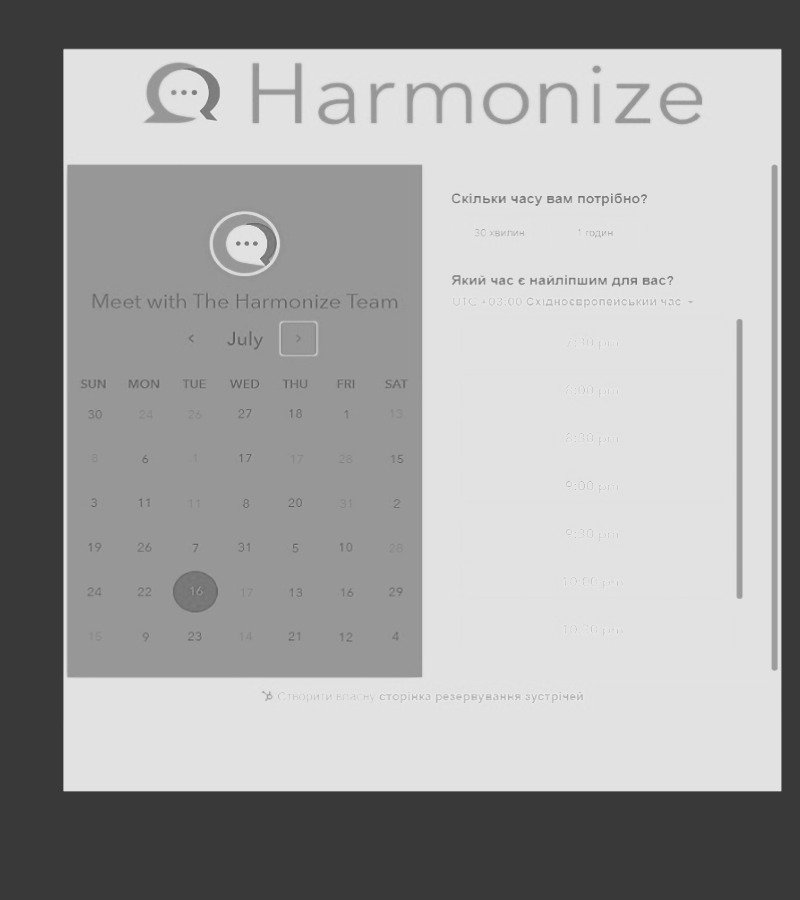 Harmonize
Meet with The Harmonize Team
July
SUN MON TUE WED THU FRI SAT
30 24 26 27 18 1 13
8 6 1 17 17 28 15
3 11 11 8 20 31 2
19 26 7 31 5 10 28
24 22 16 17 13 16 29
15 9 23 14 21 12 4
Скільки часу вам потрібно?
30 хвилин 1 годин
Який час є найліпшим для вас?
UTC +03:00 Східноєвропейський час
7:30 pm
8:00 pm
8:30 pm
9:00 pm
9:30 pm
10:00 pm
10:30 pm
Створити власну сторінка резервування зустрічей